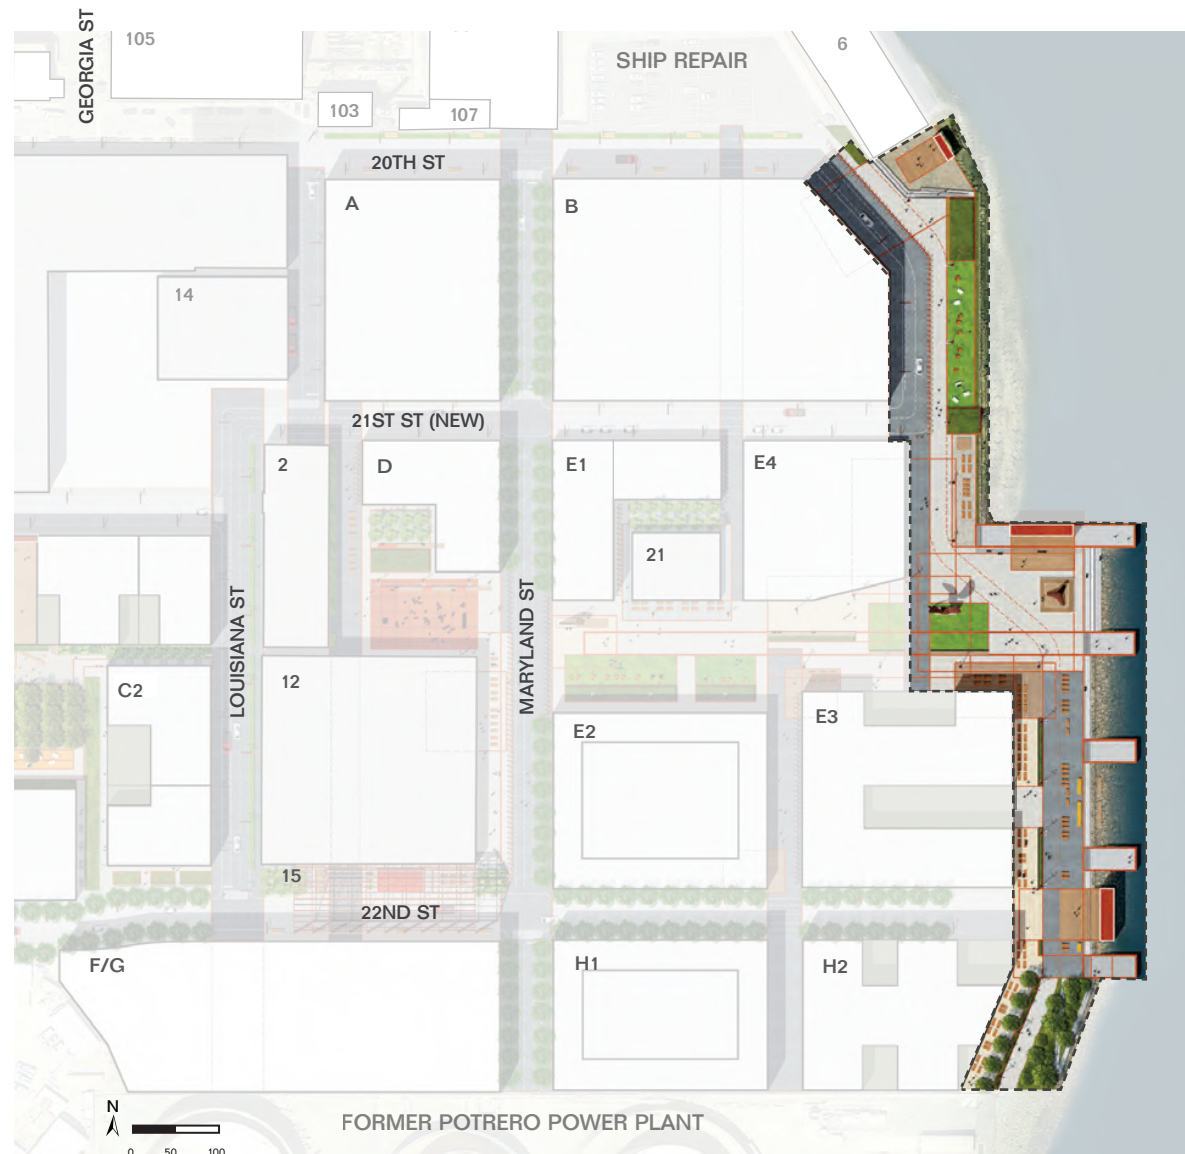 GEORGIA ST
105
SHIP REPAIR
6
103
107
20TH ST
A
B
14
21ST ST (NEW)
2
D
E1
E4
21
LOUISIANA ST
MARYLAND ST
C2
12
E2
E3
15
22ND ST
F/G
H1
H2
N
FORMER POTRERO POWER PLANT
0 50 100